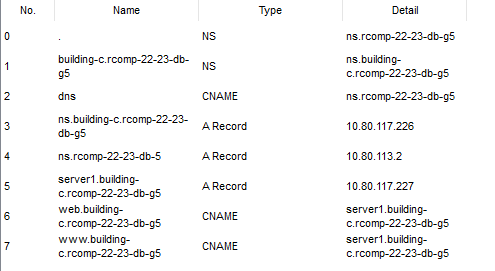 No. Name Type Detail
0 . NS ns.rcomp-22-23-db-g5
1 building-c.rcomp-22-23-db-g5 NS ns.building-c.rcomp-22-23-db-g5
2 dns CNAME ns.rcomp-22-23-db-g5
3 ns.building-c.rcomp-22-23-db-g5 A Record 10.80.117.226
4 ns.rcomp-22-23-db-5 A Record 10.80.113.2
5 server1.building-c.rcomp-22-23-db-g5 A Record 10.80.117.227
6 web.building-c.rcomp-22-23-db-g5 CNAME server1.building-c.rcomp-22-23-db-g5
7 www.building-c.rcomp-22-23-db-g5 CNAME server1.building-c.rcomp-22-23-db-g5